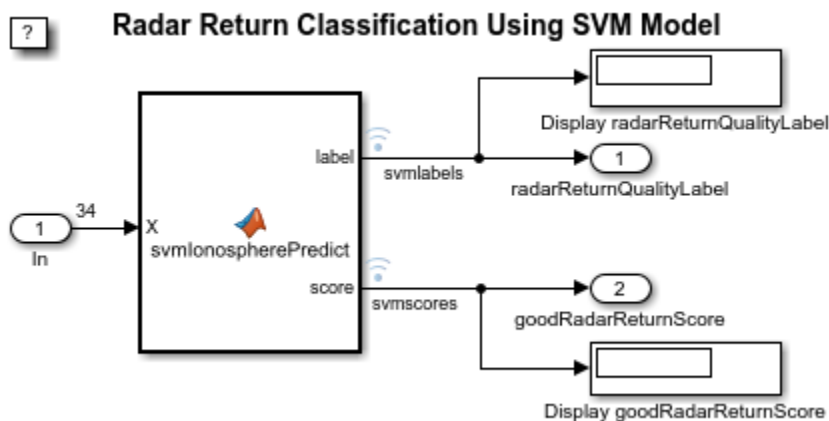 ?
Radar Return Classification Using SVM Model
Display radarReturnQualityLabel
label
svmlabels
1
radarReturnQualityLabel
34
1
In
X
svmIonospherePredict
score
svmscores
2
goodRadarReturnScore
Display goodRadarReturnScore